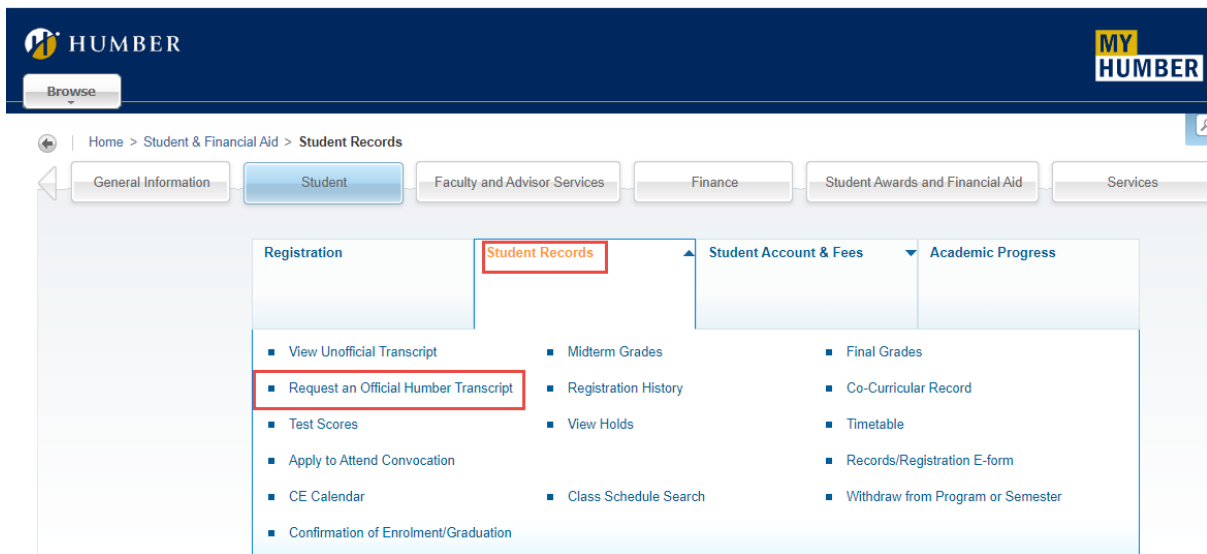 HUMBER
MY
HUMBER
Browse
Home > Student & Financial Aid > Student Records
General Information Student Faculty and Advisor Services Finance Student Awards and Financial Aid Services
Registration Student Records Student Account & Fees Academic Progress
View Unofficial Transcript Midterm Grades Final Grades
Request an Official Humber Transcript Registration History Co-Curricular Record
Test Scores View Holds Timetable
Apply to Attend Convocation Records/Registration E-form
CE Calendar Class Schedule Search Withdraw from Program or Semester
Confirmation of Enrolment/Graduation